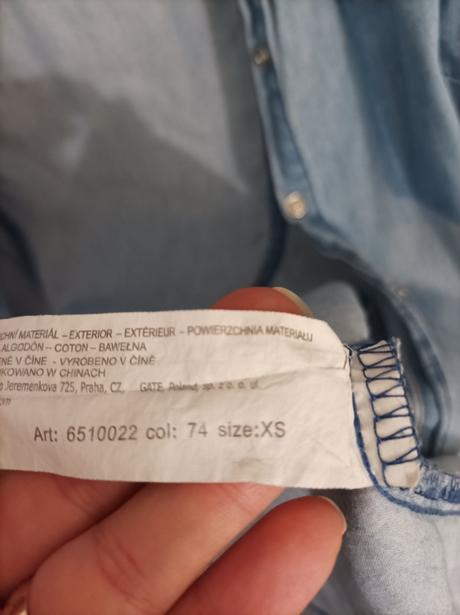 CHNÍ MATERIÁL – EXTERIOR – EXTÉRIEUR – POWIERZCHNIA MATERIAŁU
ALGODÓN – COTON – BAWEŁNA
NÉ V ČÍNE - VYROBENO V ČÍNĚ
KOWANO W CHINACH
o Jeremenkova 725, Praha, CZ, GATE Poland, sp. z o. o. ul.
om
Art: 6510022 col: 74 size:XS